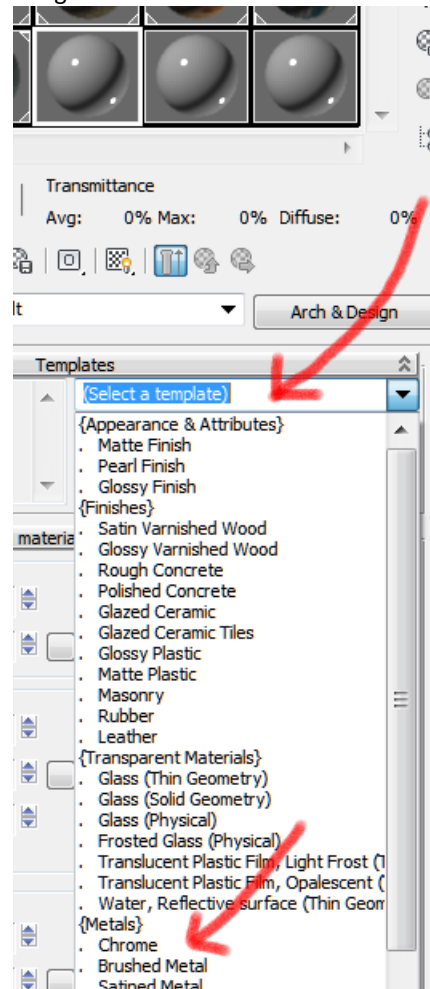 Transmittance
Avg: 0% Max: 0% Diffuse: 0%
lt Arch & Design
Templates
(Select a template)
{Appearance & Attributes}
. Matte Finish
. Pearl Finish
. Glossy Finish
{Finishes}
materia . Satin Varnished Wood
. Glossy Varnished Wood
. Rough Concrete
. Polished Concrete
. Glazed Ceramic
. Glazed Ceramic Tiles
. Glossy Plastic
. Matte Plastic
. Masonry
. Rubber
. Leather
{Transparent Materials}
. Glass (Thin Geometry)
. Glass (Solid Geometry)
. Glass (Physical)
. Frosted Glass (Physical)
. Translucent Plastic Film, Light Frost (T
. Translucent Plastic Film, Opalescent (
. Water, Reflective surface (Thin Geom
{Metals}
. Chrome
. Brushed Metal
. Satined Metal